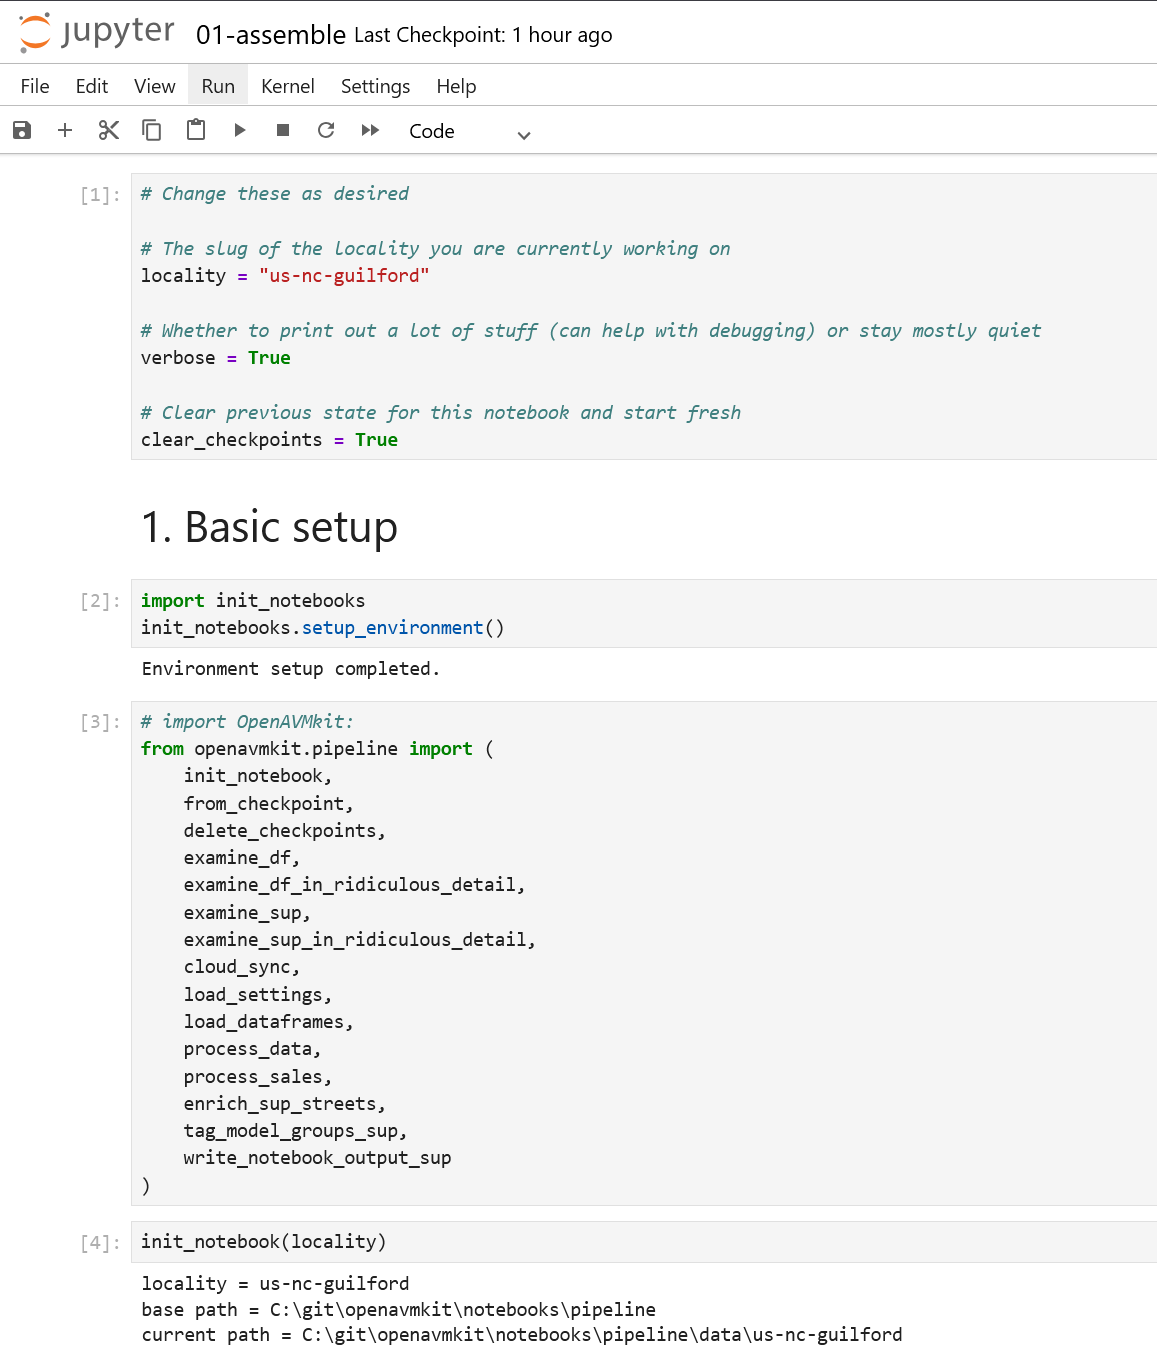 jupyter 01-assemble Last Checkpoint: 1 hour ago
File Edit View Run Kernel Settings Help
Code
[1]: # Change these as desired
# The slug of the locality you are currently working on
locality = "us-nc-guilford"
# Whether to print out a lot of stuff (can help with debugging) or stay mostly quiet
verbose = True
# Clear previous state for this notebook and start fresh
clear_checkpoints = True
1. Basic setup
[2]: import init_notebooks
init_notebooks.setup_environment()
Environment setup completed.
[3]: # import OpenAVMkit:
from openavmkit.pipeline import (
    init_notebook,
    from_checkpoint,
    delete_checkpoints,
    examine_df,
    examine_df_in_ridiculous_detail,
    examine_sup,
    examine_sup_in_ridiculous_detail,
    cloud_sync,
    load_settings,
    load_dataframes,
    process_data,
    process_sales,
    enrich_sup_streets,
    tag_model_groups_sup,
    write_notebook_output_sup
)
[4]: init_notebook(locality)
locality = us-nc-guilford
base path = C:\git\openavmkit\notebooks\pipeline
current path = C:\git\openavmkit\notebooks\pipeline\data\us-nc-guilford